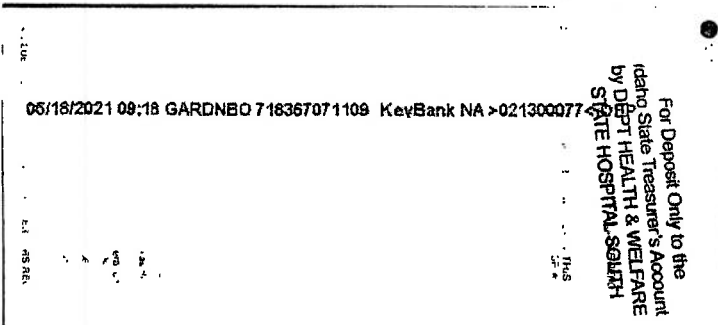 05/18/2021 09:18 GARDNBO 718367071109 KeyBank NA >021300077<
For Deposit Only to the
Idaho State Treasurer's Account
by DEPT HEALTH & WELFARE
STATE HOSPITAL SOUTH